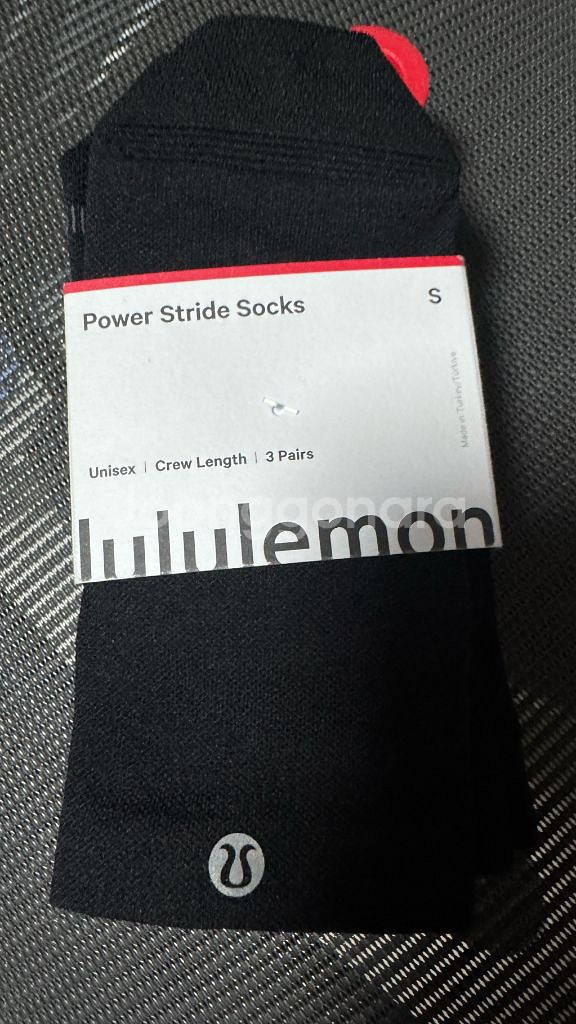 Power Stride Socks
S
Made in Turkey/Türkiye
Unisex | Crew Length | 3 Pairs
lululemon